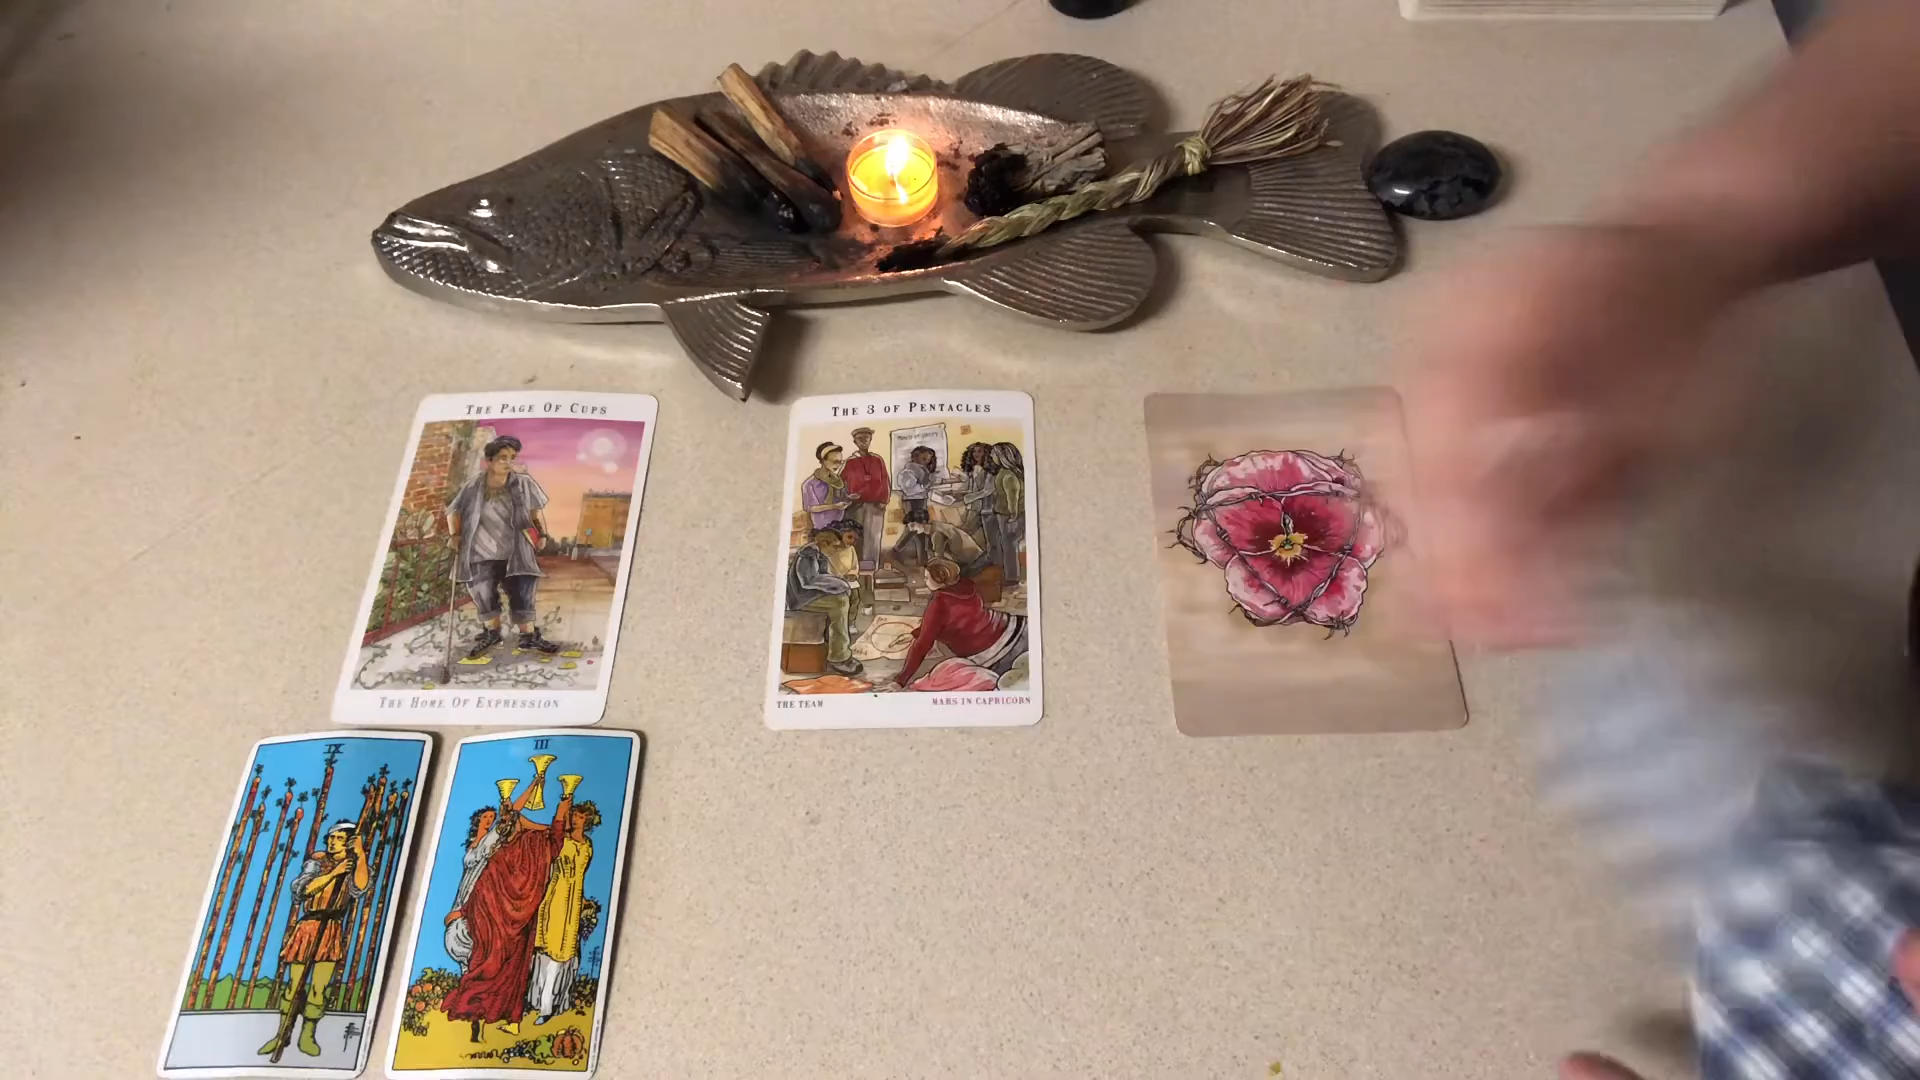 THE PAGE OF CUPS
THE HOME OF EXPRESSION
THE 3 OF PENTACLES
THE TEAM
MARS IN CAPRICORN
IX
III